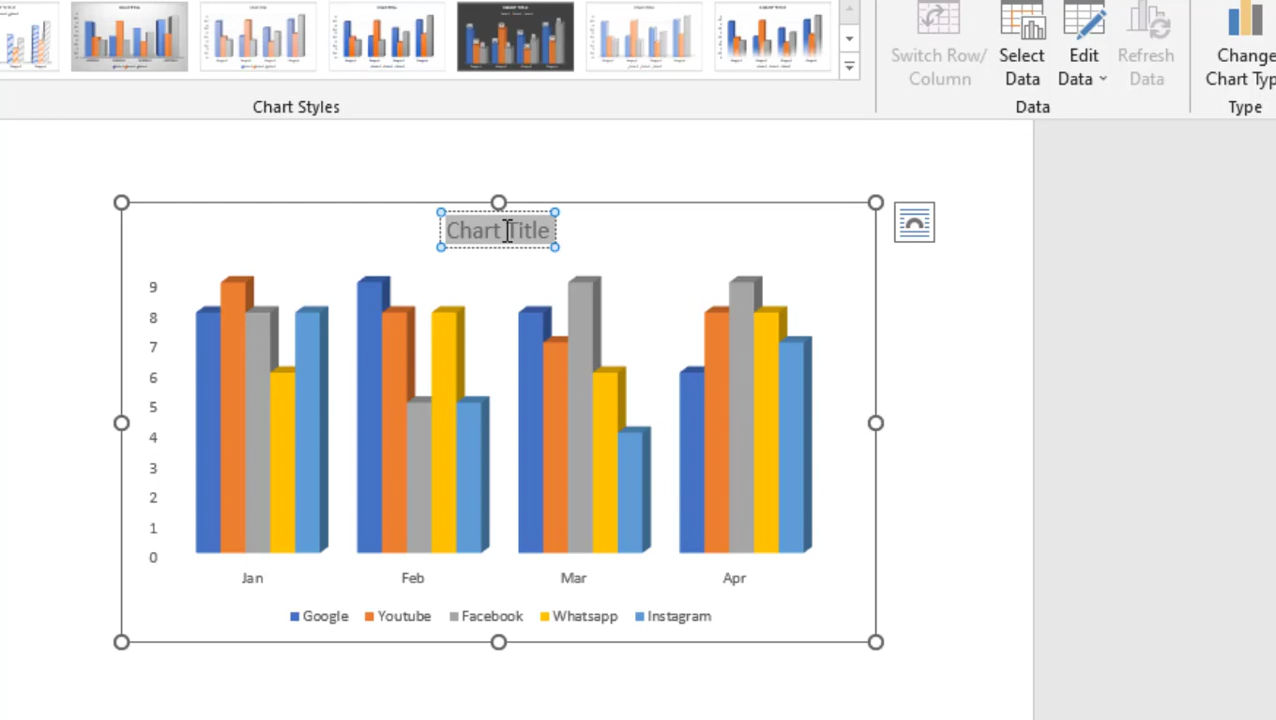 Switch Row/
Column
Select
Data
Edit
Data
Refresh
Data
Change
Chart Typ
Chart Styles
Data
Type
Chart Title
9
8
7
6
5
4
3
2
1
0
Jan
Feb
Mar
Apr
Google
Youtube
Facebook
Whatsapp
Instagram